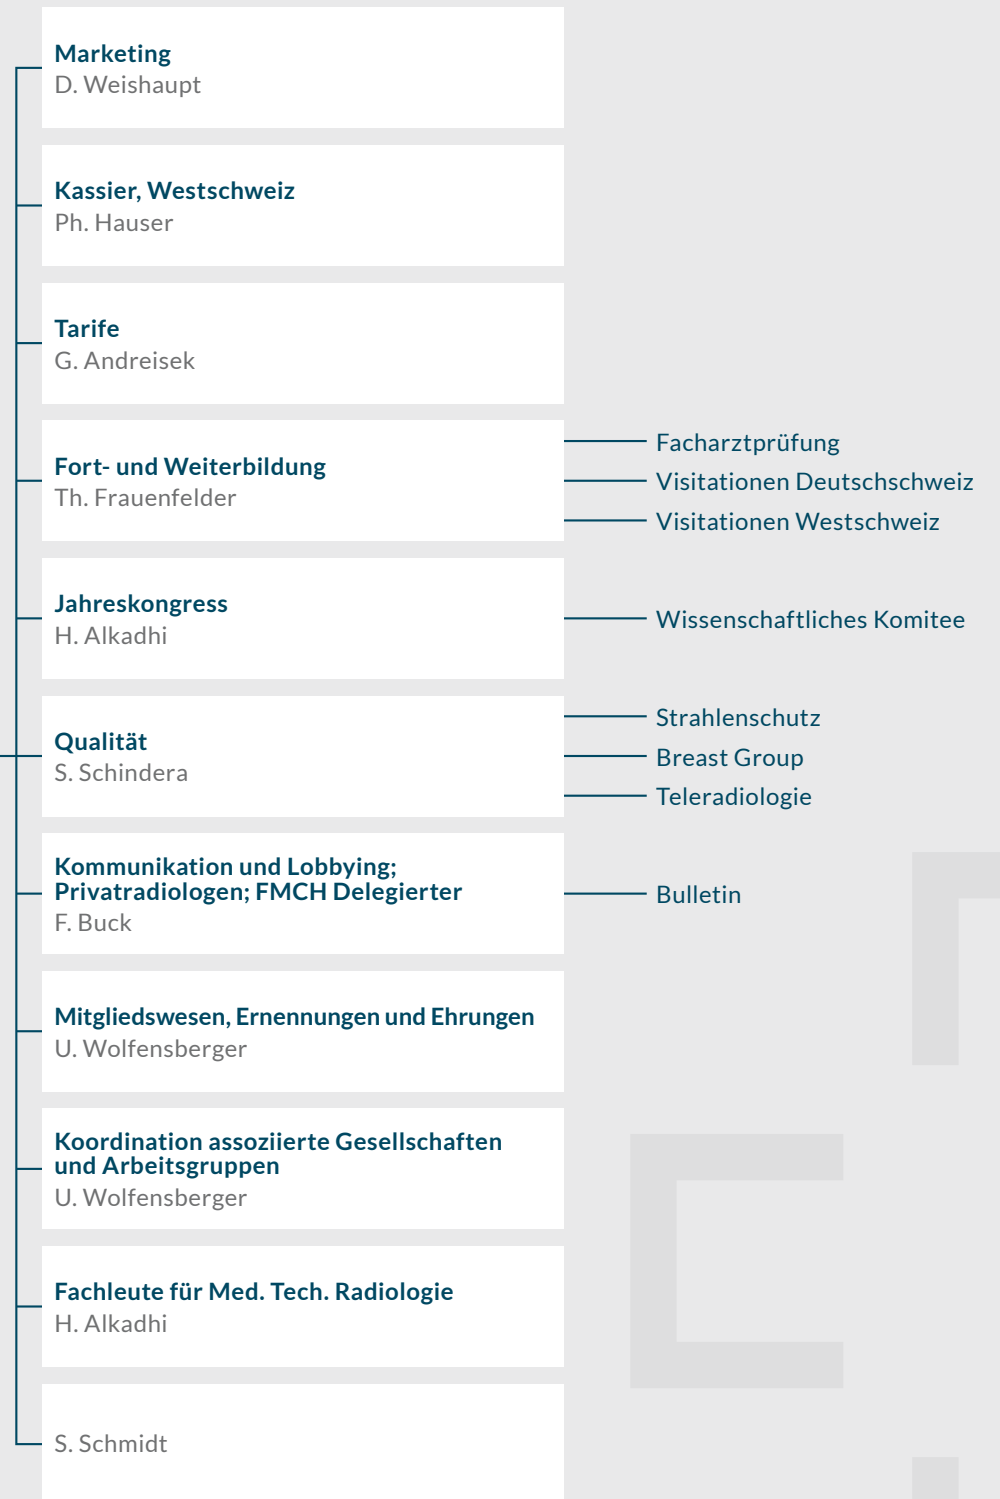 Marketing
D. Weishaupt
Kassier, Westschweiz
Ph. Hauser
Tarife
G. Andreisek
Fort- und Weiterbildung
Th. Frauenfelder
Facharztprüfung
Visitationen Deutschschweiz
Visitationen Westschweiz
Jahreskongress
H. Alkadhi
Wissenschaftliches Komitee
Qualität
S. Schindera
Strahlenschutz
Breast Group
Teleradiologie
Kommunikation und Lobbying;
Privatradiologen; FMCH Delegierter
F. Buck
Bulletin
Mitgliedswesen, Ernennungen und Ehrungen
U. Wolfensberger
Koordination assoziierte Gesellschaften
und Arbeitsgruppen
U. Wolfensberger
Fachleute für Med. Tech. Radiologie
H. Alkadhi
S. Schmidt